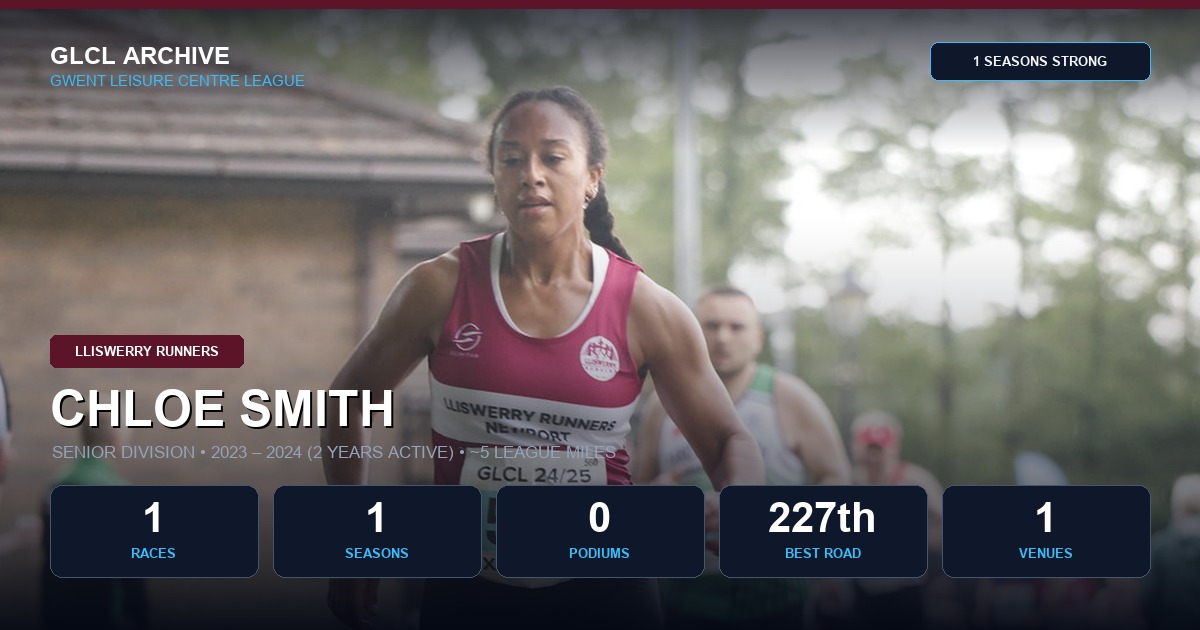 GLCL ARCHIVE
GWENT LEISURE CENTRE LEAGUE
1 SEASONS STRONG
LLISWERRY RUNNERS
CHLOE SMITH
SENIOR DIVISION • 2023 – 2024 (2 YEARS ACTIVE) • ~5 LEAGUE MILES
LLISWERRY RUNNERS
NEWPORT
GLCL 24/25
1
RACES
1
SEASONS
0
PODIUMS
227th
BEST ROAD
1
VENUES